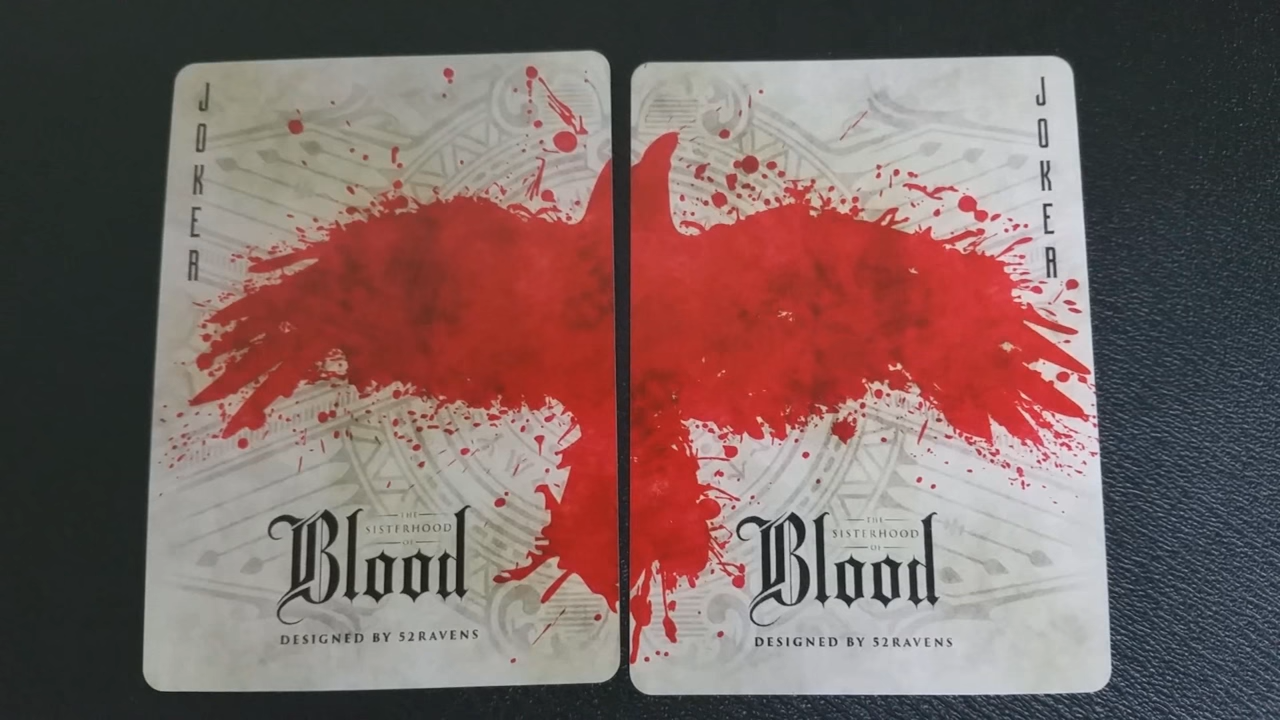 JOKER
THE
SISTERHOOD
OF
Blood
DESIGNED BY 52RAVENS
JOKER
THE
SISTERHOOD
OF
Blood
DESIGNED BY 52RAVENS